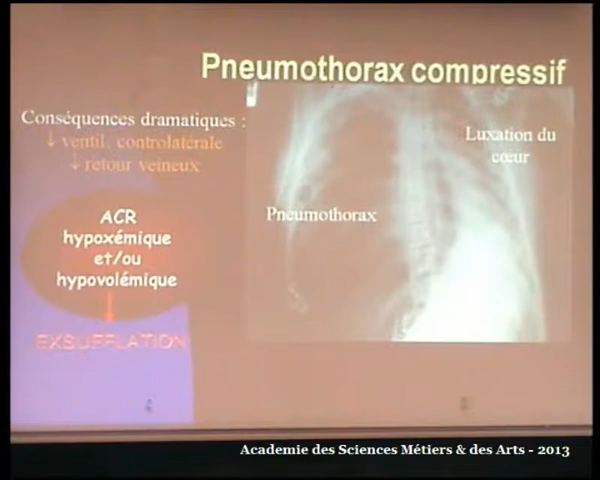 Pneumothorax compressif
Conséquences dramatiques :
↓ ventil. controlatérale
↓ retour veineux
ACR
hypoxémique
et/ou
hypovolémique
EXSUFFLATION
Pneumothorax
Luxation du
cœur
Academie des Sciences Métiers & des Arts - 2013